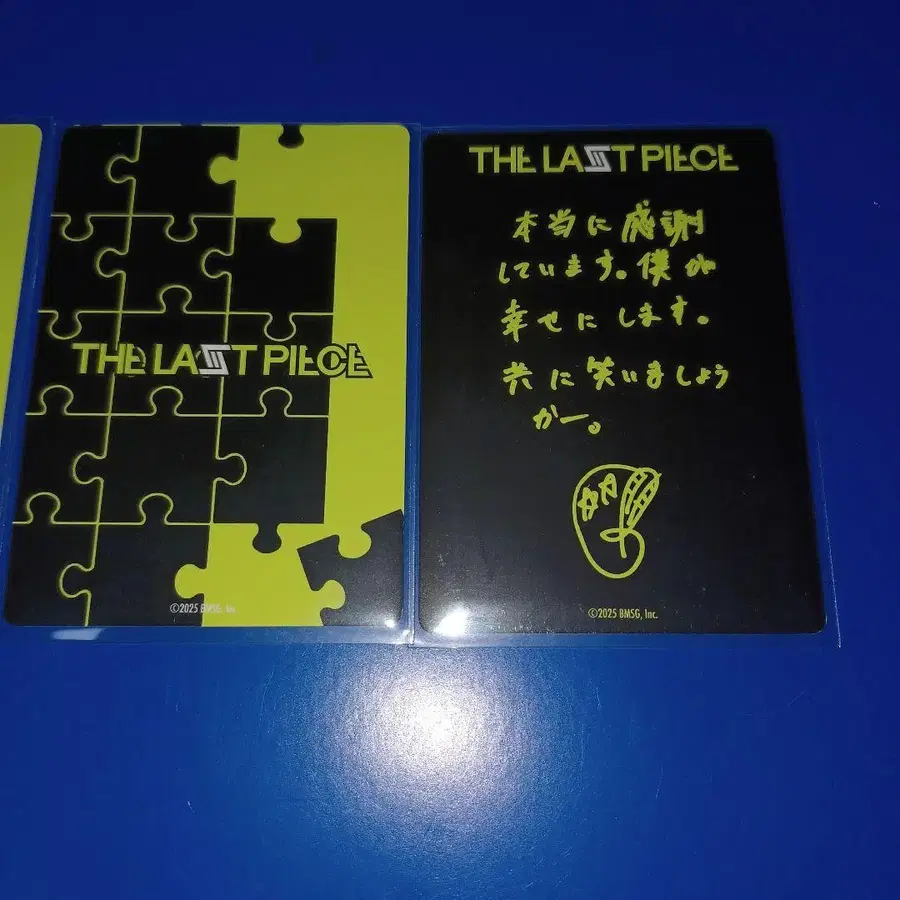 THE LAST PIECE
©2025 BMSG, Inc.
THE LAST PIECE
本当に感謝
しています。僕が
幸せにします。
共に笑いましょう
かー。
©2025 BMSG, Inc.